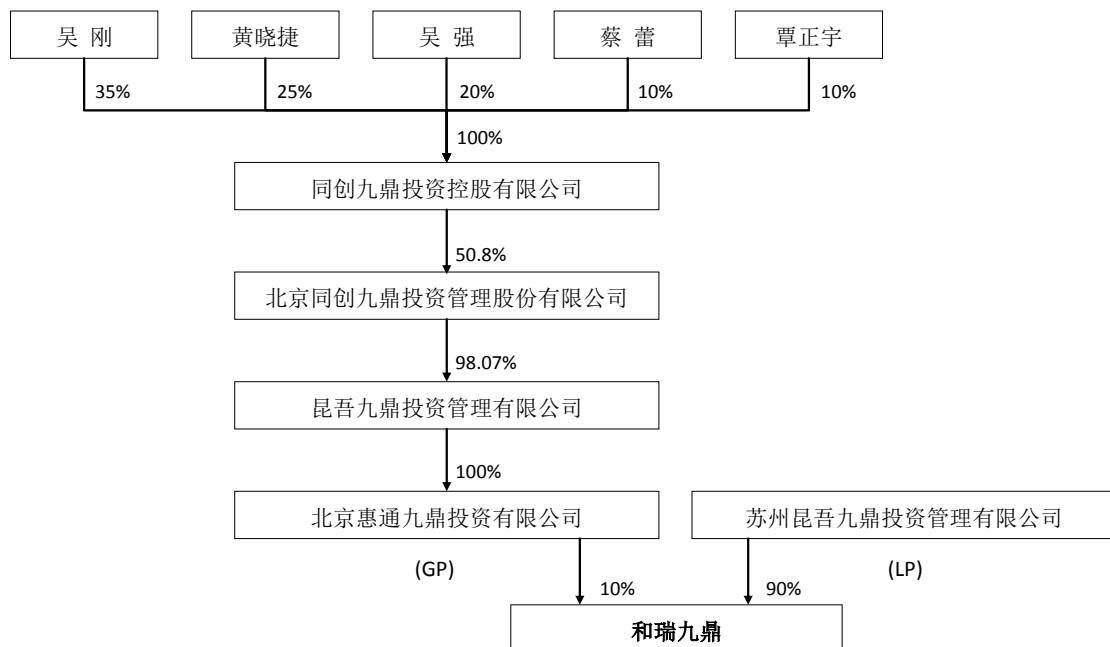 吴 刚
黄晓捷
吴 强
蔡 蕾
覃正宇
35%
25%
20%
10%
10%
100%
同创九鼎投资控股有限公司
50.8%
北京同创九鼎投资管理股份有限公司
98.07%
昆吾九鼎投资管理有限公司
100%
北京惠通九鼎投资有限公司
苏州昆吾九鼎投资管理有限公司
(GP)
(LP)
10%
90%
和瑞九鼎